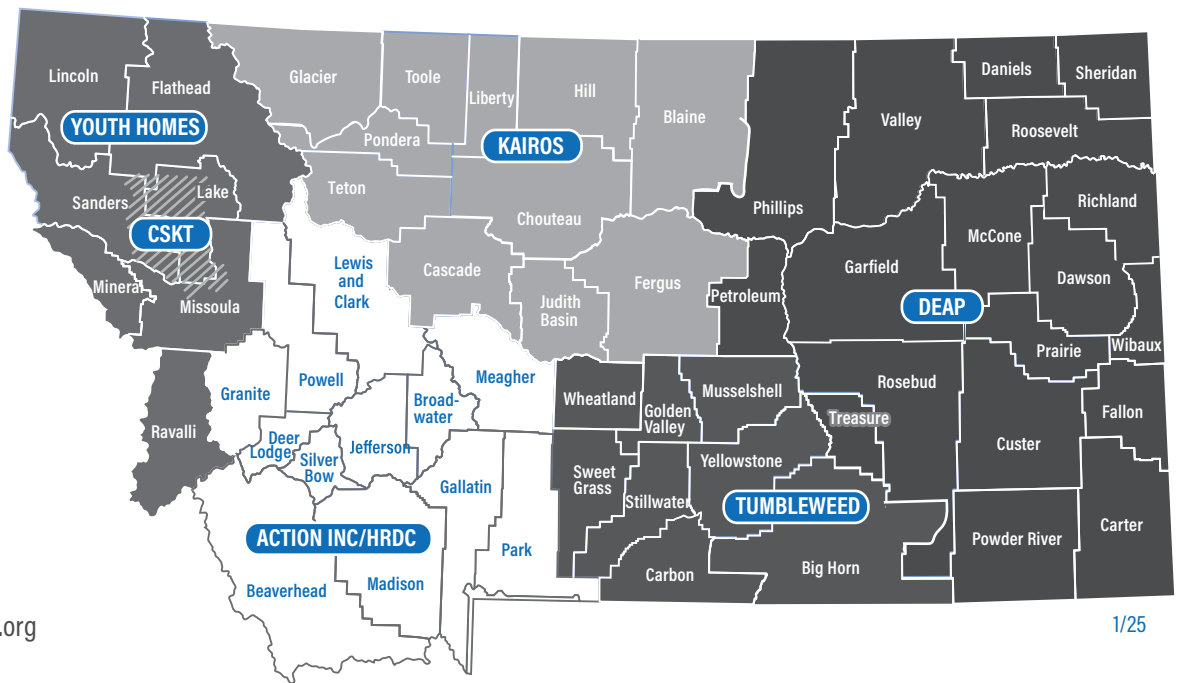 Lincoln
Flathead
Glacier
Toole
Liberty
Hill
Blaine
Phillips
Valley
Daniels
Sheridan
Roosevelt
YOUTH HOMES
KAIROS
Pondera
Teton
Chouteau
Sanders
Lake
CSKT
Minera
Missoula
Lewis
and
Clark
Cascade
Judith
Basin
Fergus
Petroleum
Garfield
McCone
Richland
Dawson
DEAP
Prairie
Wibaux
Granite
Powell
Broad-
water
Meagher
Wheatland
Golden
Valley
Musselshell
Rosebud
Treasure
Custer
Fallon
Ravalli
Deer
Lodge
Silver
Bow
Jefferson
Gallatin
Sweet
Grass
Stillwater
Yellowstone
TUMBLEWEED
ACTION INC/HRDC
Park
Beaverhead
Madison
Carbon
Big Horn
Powder River
Carter
.org
1/25